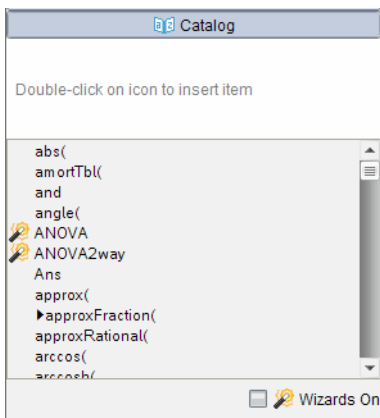 Catalog
Double-click on icon to insert item
abs(
amortTbl(
and
angle(
ANOVA
ANOVA2way
Ans
approx(
▶approxFraction(
approxRational(
arccos(
arccosh(
Wizards On